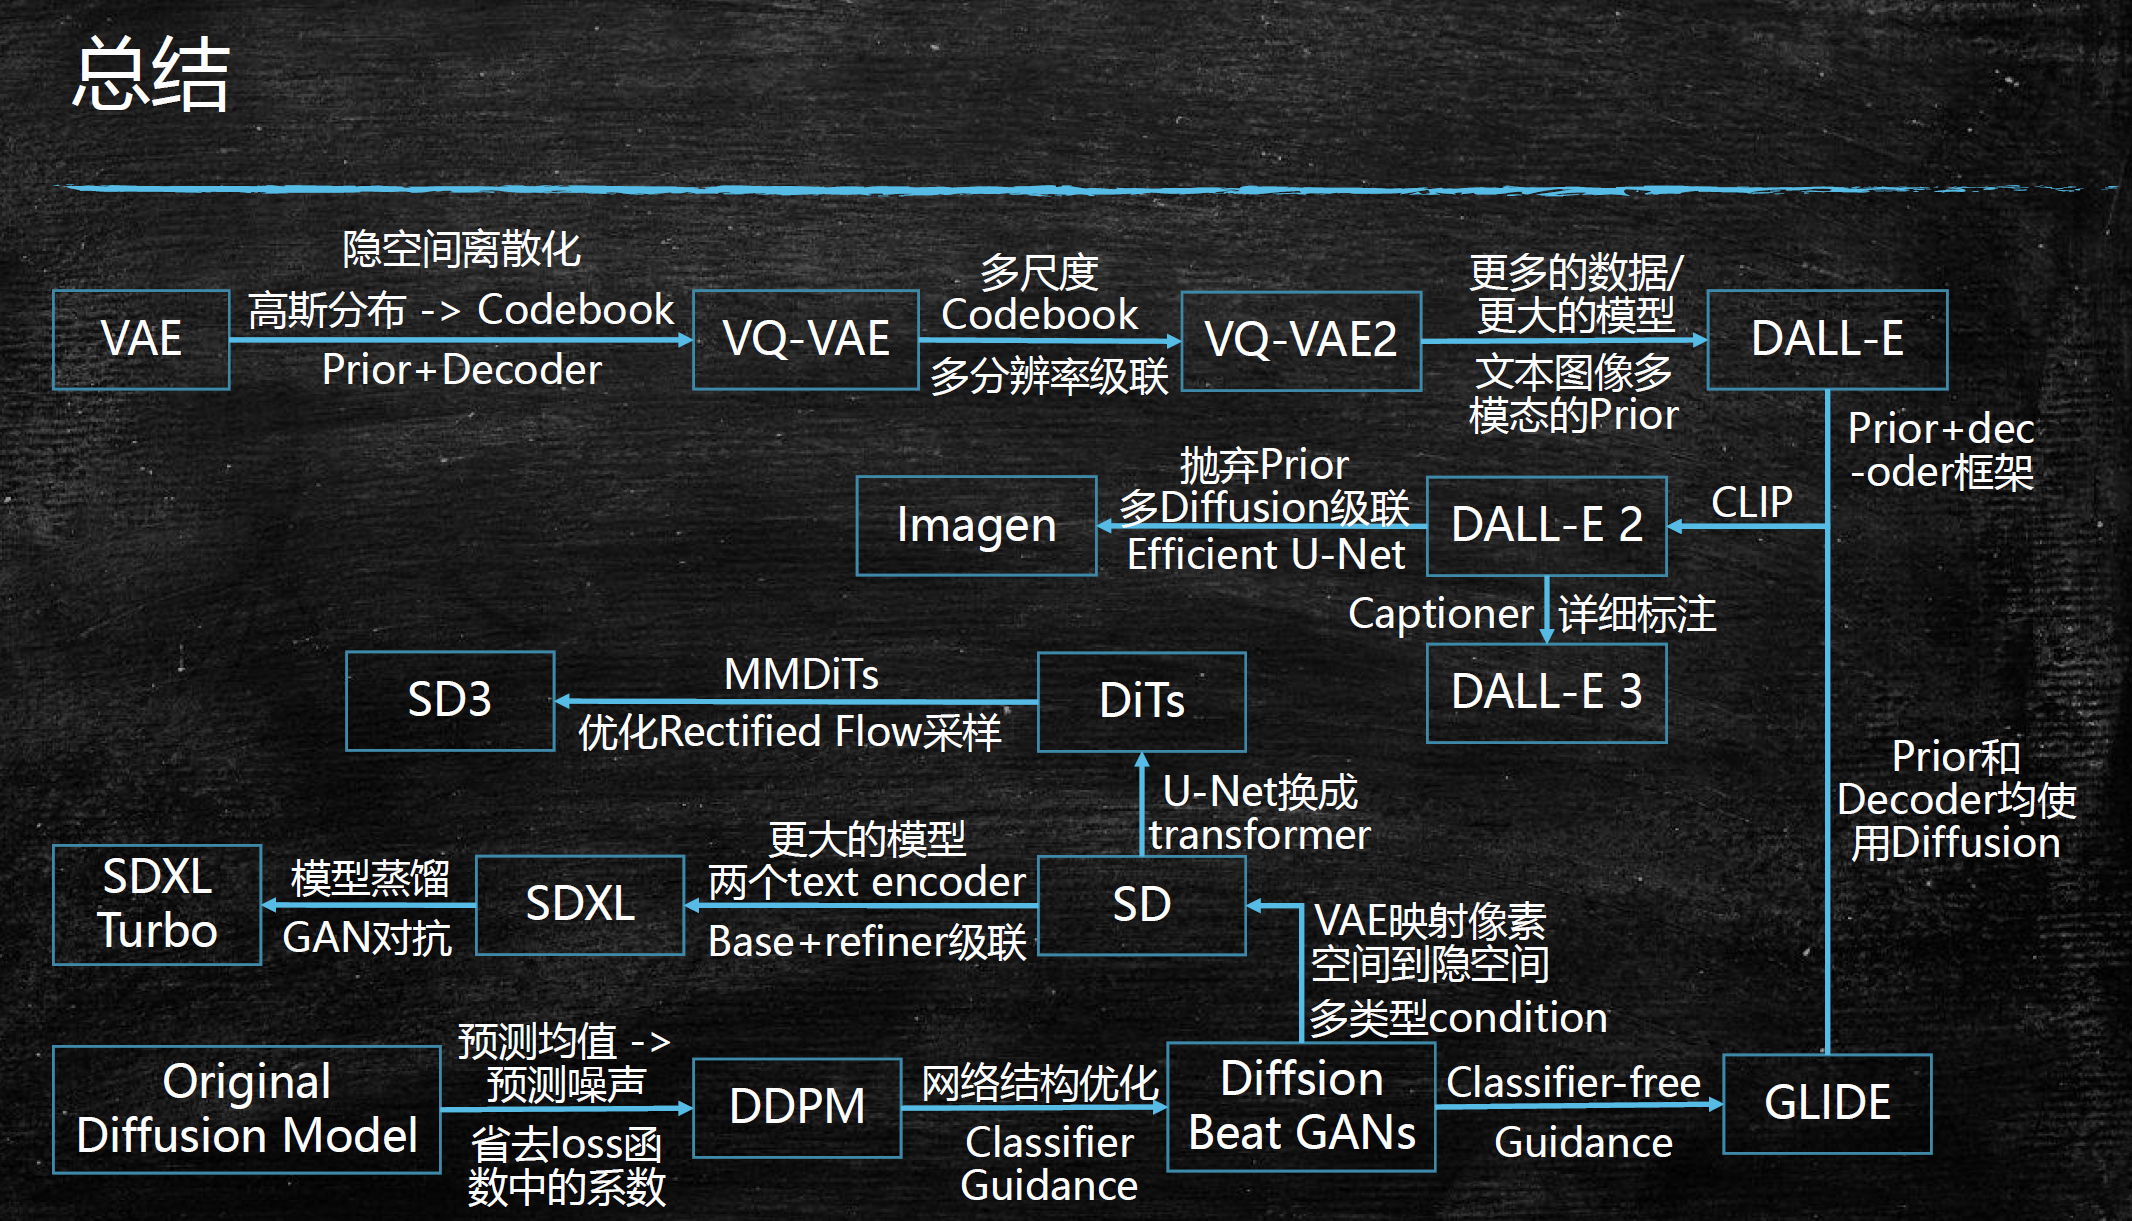 总结
隐空间离散化
高斯分布 -> Codebook
Prior+Decoder
VAE
VQ-VAE
多尺度
Codebook
多分辨率级联
VQ-VAE2
更多的数据/
更大的模型
文本图像多
模态的Prior
DALL-E
Prior+dec
-oder框架
CLIP
DALL-E 2
抛弃Prior
多Diffusion级联
Efficient U-Net
Imagen
Captioner
详细标注
DALL-E 3
SD3
MMDiTs
优化Rectified Flow采样
DiTs
U-Net换成
transformer
Prior和
Decoder均使
用Diffusion
SDXL
Turbo
模型蒸馏
GAN对抗
SDXL
更大的模型
两个text encoder
Base+refiner级联
SD
VAE映射像素
空间到隐空间
多类型condition
Original
Diffusion Model
预测均值 ->
预测噪声
省去loss函
数中的系数
DDPM
网络结构优化
Classifier
Guidance
Diffsion
Beat GANs
Classifier-free
Guidance
GLIDE